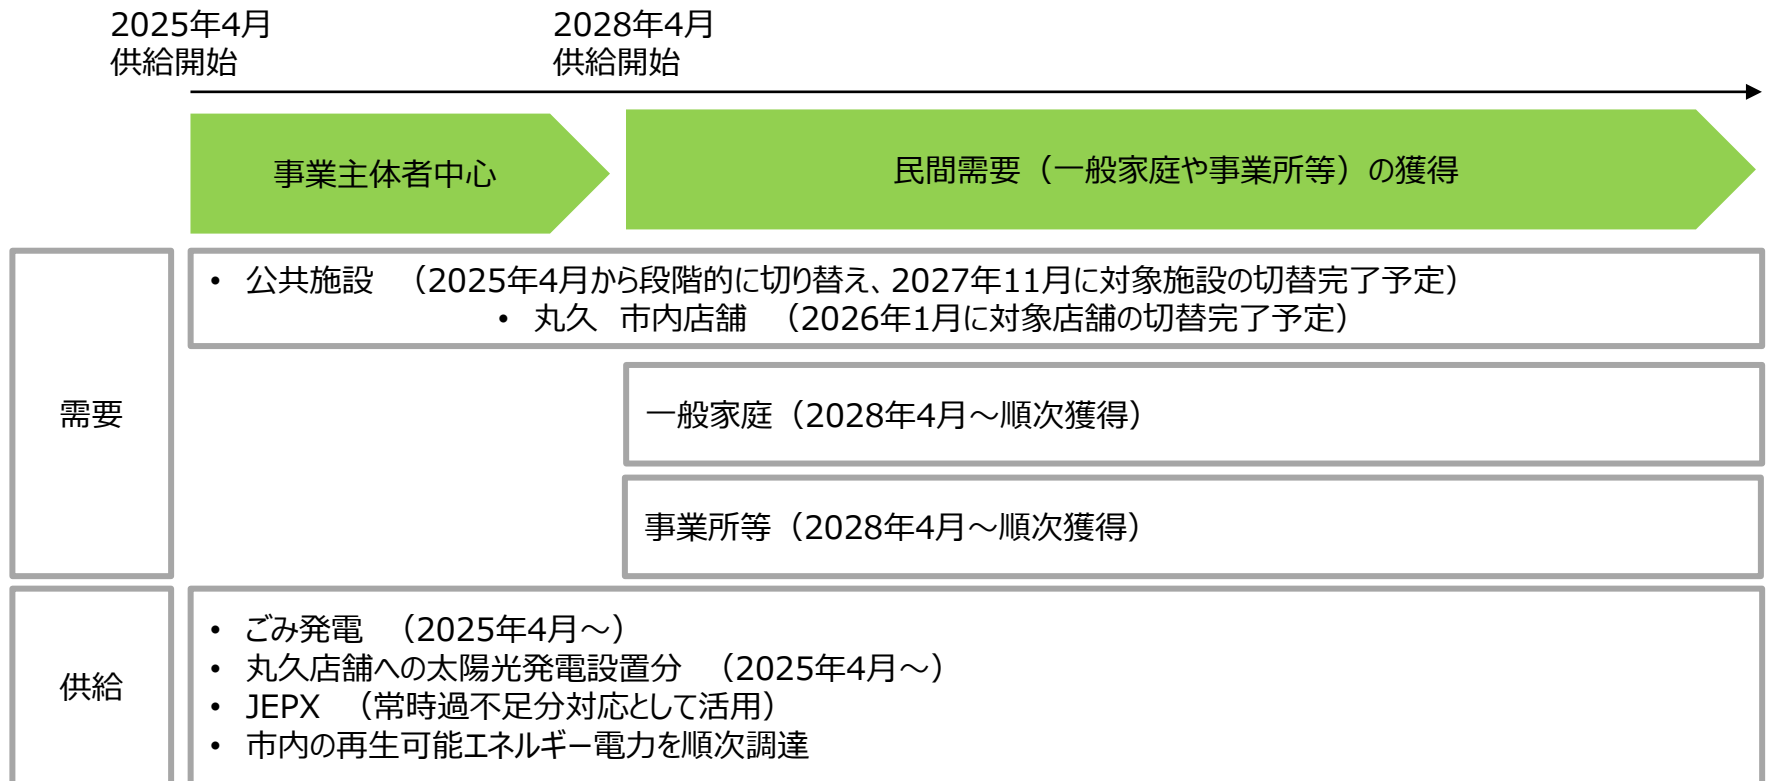 2025年4月
供給開始
2028年4月
供給開始
事業主体者中心
民間需要（一般家庭や事業所等）の獲得
需要
• 公共施設　（2025年4月から段階的に切り替え、2027年11月に対象施設の切替完了予定）
• 丸久　市内店舗　（2026年1月に対象店舗の切替完了予定）
一般家庭（2028年4月～順次獲得）
事業所等（2028年4月～順次獲得）
供給
• ごみ発電　（2025年4月～）
• 丸久店舗への太陽光発電設置分　（2025年4月～）
• JEPX　（常時過不足分対応として活用）
• 市内の再生可能エネルギー電力を順次調達